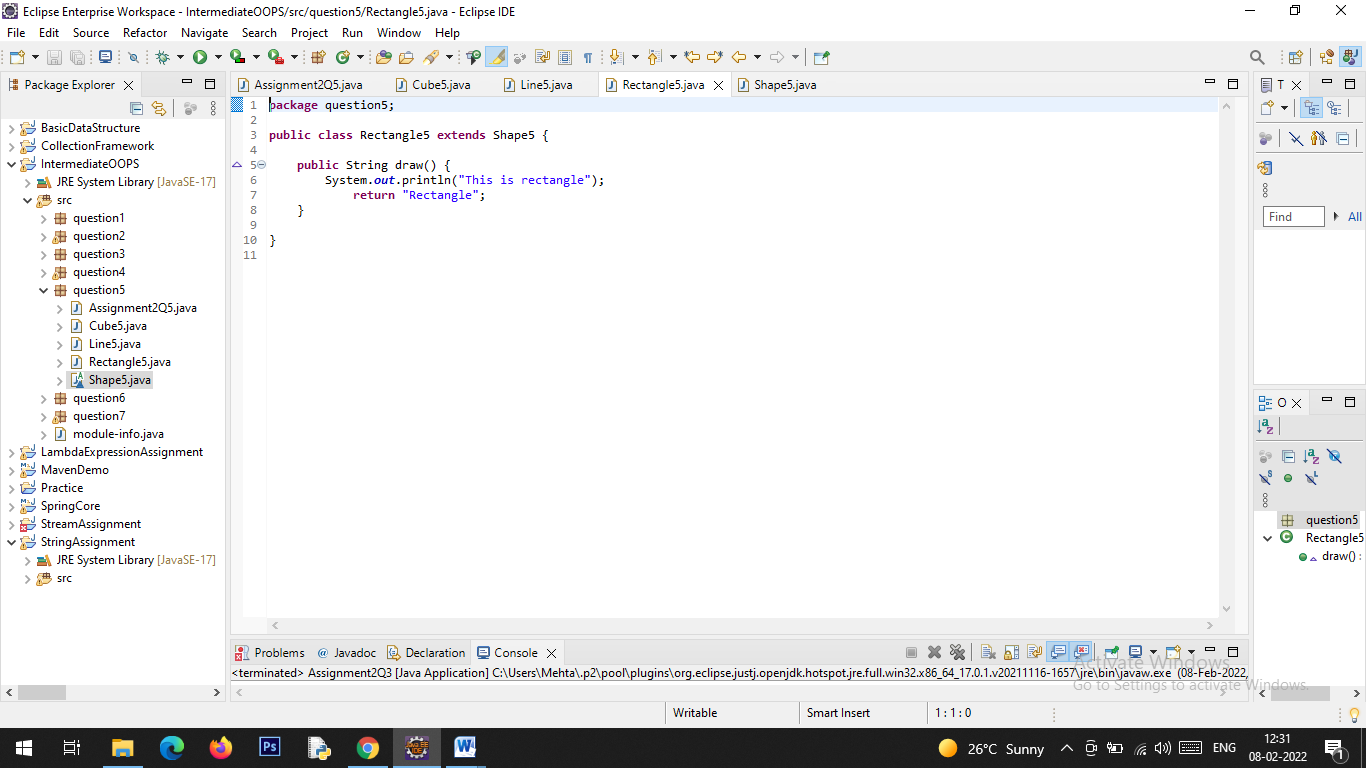 Eclipse Enterprise Workspace - IntermediateOOPS/src/question5/Rectangle5.java - Eclipse IDE
File Edit Source Refactor Navigate Search Project Run Window Help
Package Explorer
BasicDataStructure
CollectionFramework
IntermediateOOPS
JRE System Library [JavaSE-17]
src
question1
question2
question3
question4
question5
Assignment2Q5.java
Cube5.java
Line5.java
Rectangle5.java
Shape5.java
question6
question7
module-info.java
LambdaExpressionAssignment
MavenDemo
Practice
SpringCore
StreamAssignment
StringAssignment
JRE System Library [JavaSE-17]
src
Assignment2Q5.java Cube5.java Line5.java Rectangle5.java Shape5.java
1 package question5;
2
3 public class Rectangle5 extends Shape5 {
4
5 public String draw() {
6 System.out.println("This is rectangle");
7 return "Rectangle";
8 }
9
10 }
11
T
Find All
O
question5
Rectangle5
draw() :
Problems @ Javadoc Declaration Console
<terminated> Assignment2Q3 [Java Application] C:\Users\Mehta\.p2\pool\plugins\org.eclipse.justj.openjdk.hotspot.jre.full.win32.x86_64_17.0.1.v20211116-1657\jre\bin\javaw.exe (08-Feb-2022,
Activate Windows
Go to Settings to activate Windows.
Writable Smart Insert 1 : 1 : 0
26°C Sunny ENG 12:31
08-02-2022
1